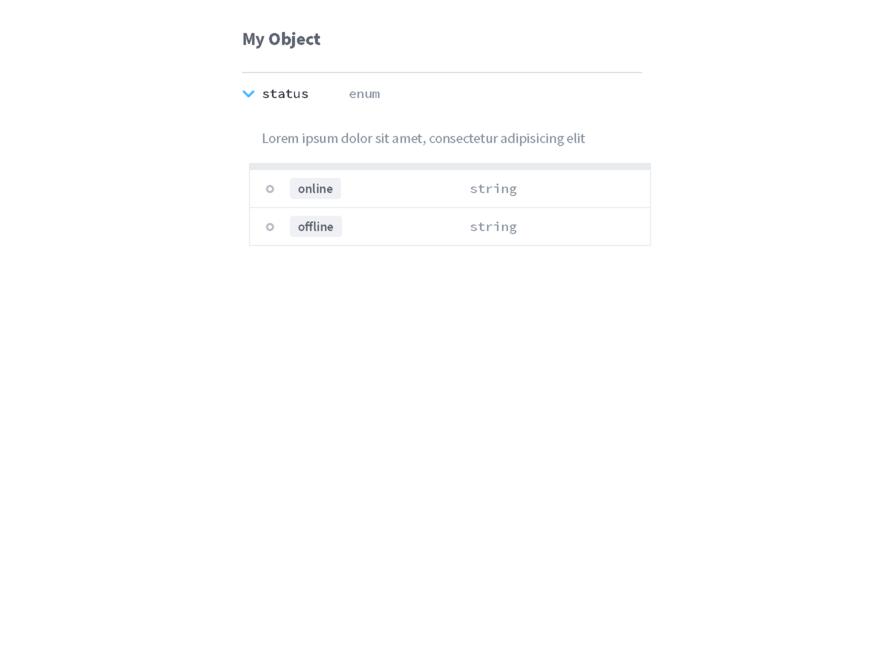 My Object
status enum
Lorem ipsum dolor sit amet, consectetur adipisicing elit
online string
offline string